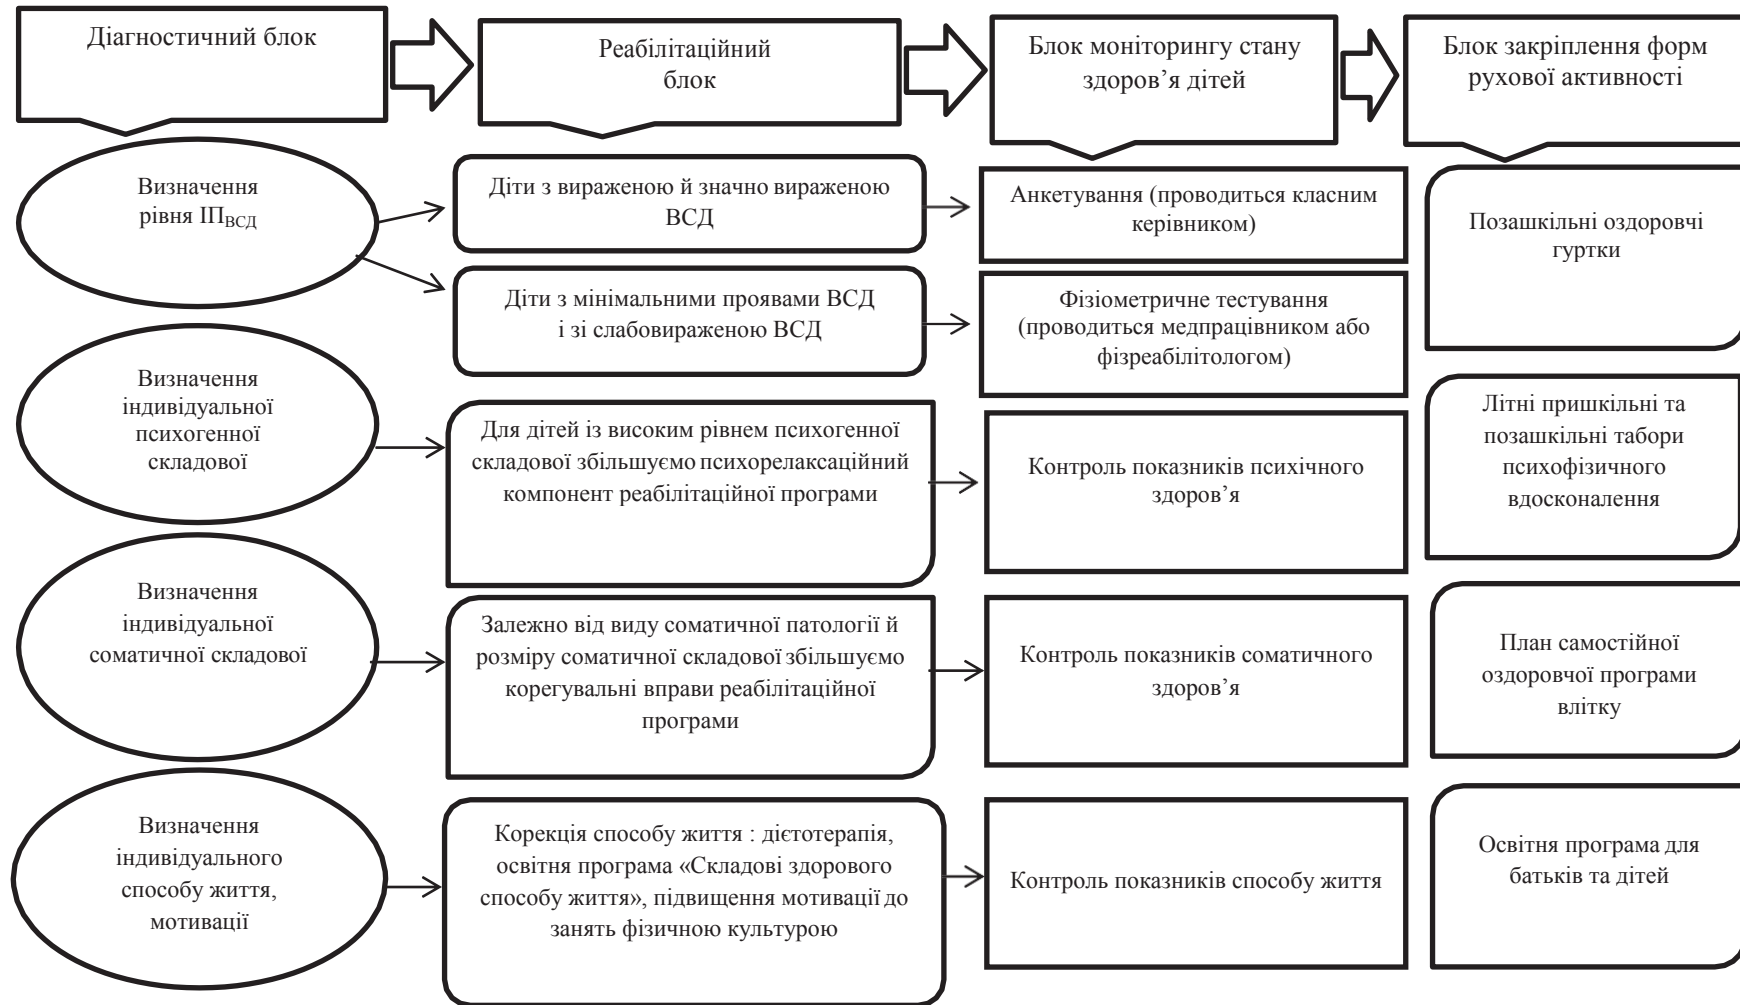 Діагностичний блок
Реабілітаційний
блок
Блок моніторингу стану
здоров’я дітей
Блок закріплення форм
рухової активності
Визначення
рівня ІПВСД
Діти з вираженою й значно вираженою
ВСД
Анкетування (проводиться класним
керівником)
Позашкільні оздоровчі
гуртки
Діти з мінімальними проявами ВСД
і зі слабовираженою ВСД
Фізіометричне тестування
(проводиться медпрацівником або
фізреабілітологом)
Визначення
індивідуальної
психогенної
складової
Для дітей із високим рівнем психогенної
складової збільшуємо психорелаксаційний
компонент реабілітаційної програми
Контроль показників психічного
здоров’я
Літні пришкільні та
позашкільні табори
психофізичного
вдосконалення
Визначення
індивідуальної
соматичної складової
Залежно від виду соматичної патології й
розміру соматичної складової збільшуємо
корегувальні вправи реабілітаційної
програми
Контроль показників соматичного
здоров’я
План самостійної
оздоровчої програми
влітку
Визначення
індивідуального
способу життя,
мотивації
Корекція способу життя : дієтотерапія,
освітня програма «Складові здорового
способу життя», підвищення мотивації до
занять фізичною культурою
Контроль показників способу життя
Освітня програма для
батьків та дітей